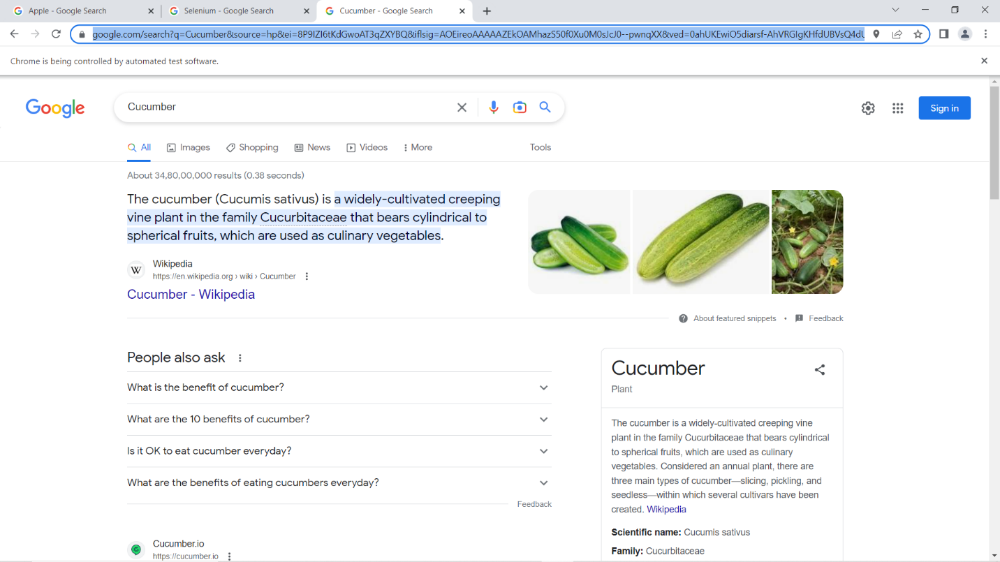 Apple - Google Search
Selenium - Google Search
Cucumber - Google Search
google.com/search?q=Cucumber&source=hp&ei=8P9IZI6tKdGwoAT3qZXYBQ&iflsig=AOEireoAAAAAZEkOAMhazS50f0Xu0M0sJcJ0--pwnqXX&ved=0ahUKEwiO5diarsf-AhVRGIgKHfdUBVsQ4dU
Chrome is being controlled by automated test software.
Google
Cucumber
Sign in
All Images Shopping News Videos More Tools
About 34,80,00,000 results (0.38 seconds)
The cucumber (Cucumis sativus) is a widely-cultivated creeping
vine plant in the family Cucurbitaceae that bears cylindrical to
spherical fruits, which are used as culinary vegetables.
W
Wikipedia
https://en.wikipedia.org › wiki › Cucumber
Cucumber - Wikipedia
About featured snippets • Feedback
People also ask
What is the benefit of cucumber?
What are the 10 benefits of cucumber?
Is it OK to eat cucumber everyday?
What are the benefits of eating cucumbers everyday?
Feedback
Cucumber.io
https://cucumber.io
Cucumber
Plant
The cucumber is a widely-cultivated creeping vine
plant in the family Cucurbitaceae that bears cylindrical
to spherical fruits, which are used as culinary
vegetables. Considered an annual plant, there are
three main types of cucumber—slicing, pickling, and
seedless—within which several cultivars have been
created. Wikipedia
Scientific name: Cucumis sativus
Family: Cucurbitaceae